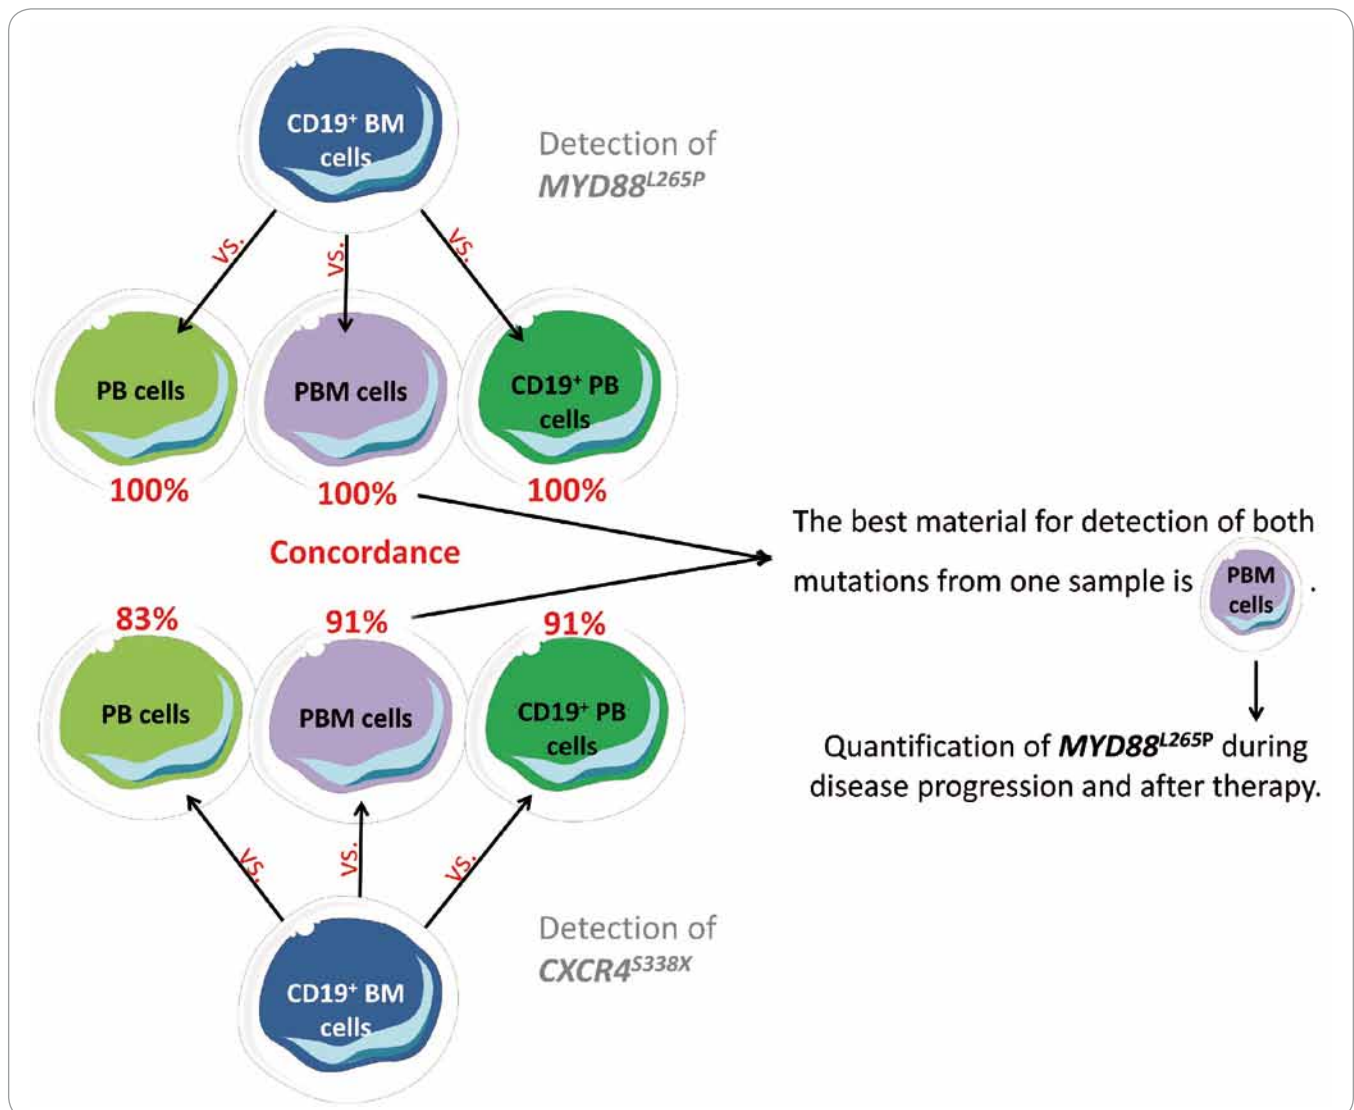 CD19⁺ BM
cells
Detection of
MYD88ᴸ²⁶⁵ᴾ
vs.
vs.
vs.
PB cells
PBM cells
CD19⁺ PB
cells
100%
100%
100%
Concordance
The best material for detection of both
mutations from one sample is PBM cells .
Quantification of MYD88ᴸ²⁶⁵ᴾ during
disease progression and after therapy.
83%
91%
91%
PB cells
PBM cells
CD19⁺ PB
cells
vs.
vs.
vs.
CD19⁺ BM
cells
Detection of
CXCR4S338X